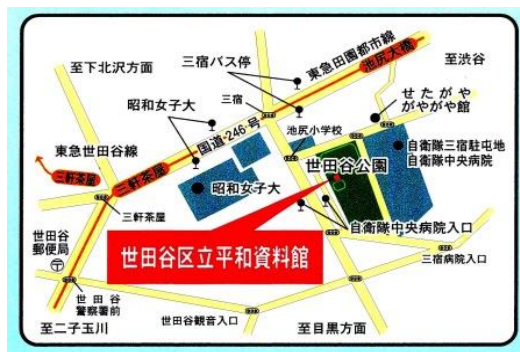 東急田園都市線
池尻大橋
至渋谷
三宿バス停
至下北沢方面
三宿
昭和女子大
国道246号
せたがや
がやがや館
池尻小学校
東急世田谷線
三軒茶屋
三軒茶屋
世田谷公園
自衛隊三宿駐屯地
自衛隊中央病院
昭和女子大
三軒茶屋
自衛隊中央病院入口
世田谷
郵便局
〒
世田谷区立平和資料館
三宿病院入口
世田谷
警察署前
世田谷観音入口
至二子玉川
至目黒方面